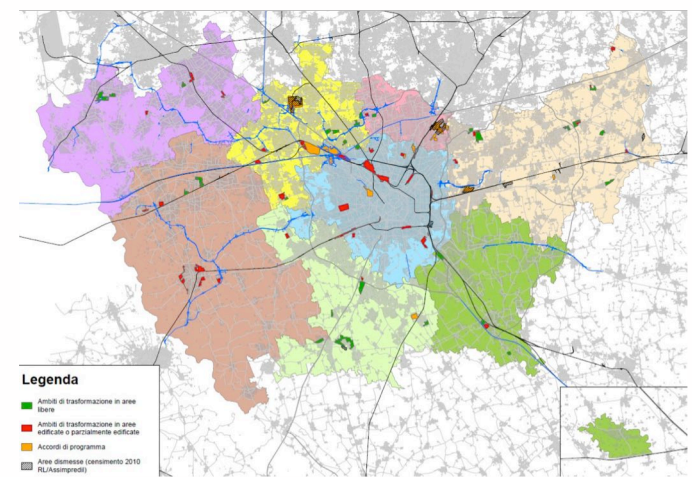 Legenda
Ambiti di trasformazione in aree
libere
Ambiti di trasformazione in aree
edificate o parzialmente edificate
Accordi di programma
Aree dismesse (censimento 2010
RL/Assimpredil)